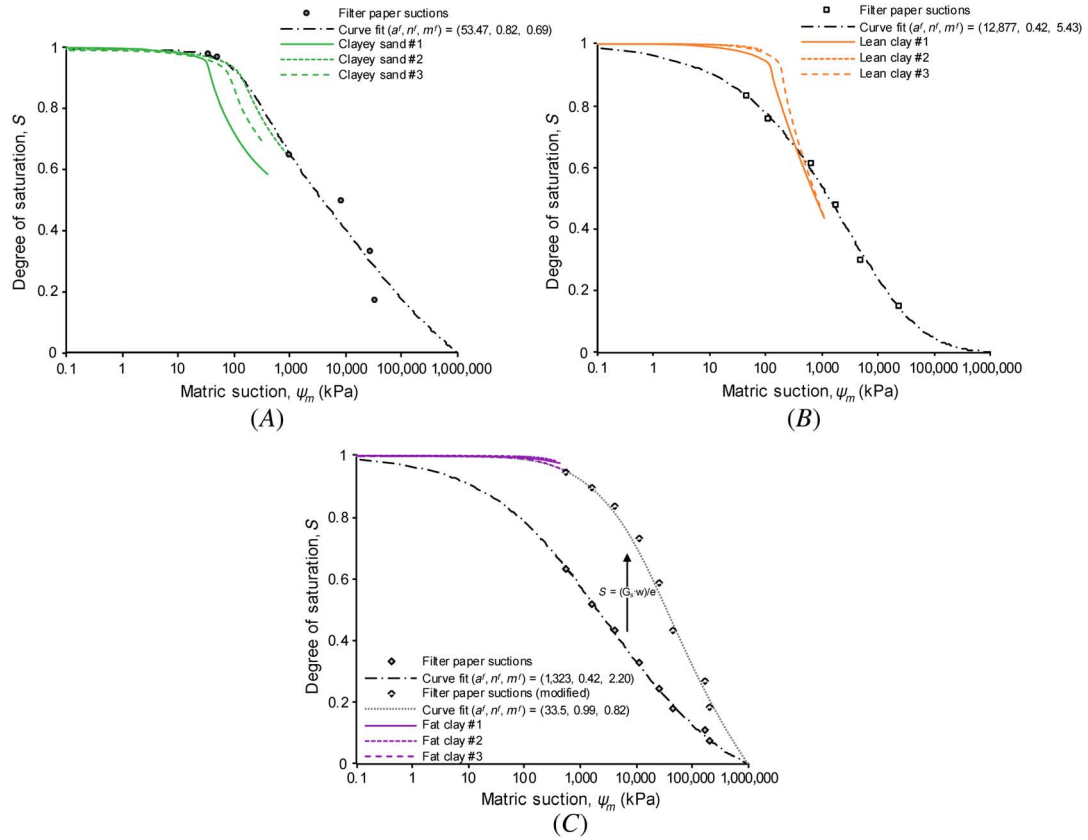 Filter paper suctions
Curve fit (aᶠ, nᶠ, mᶠ) = (53.47, 0.82, 0.69)
Clayey sand #1
Clayey sand #2
Clayey sand #3
1
0.8
0.6
0.4
0.2
0
Degree of saturation, S
0.1 1 10 100 1,000 10,000 100,000 1,000,000
Matric suction, ψₘ (kPa)
(A)
Filter paper suctions
Curve fit (aᶠ, nᶠ, mᶠ) = (12,877, 0.42, 5.43)
Lean clay #1
Lean clay #2
Lean clay #3
1
0.8
0.6
0.4
0.2
0
Degree of saturation, S
0.1 1 10 100 1,000 10,000 100,000 1,000,000
Matric suction, ψₘ (kPa)
(B)
1
0.8
0.6
0.4
0.2
0
Degree of saturation, S
S = (Gₛ·w)/e
Filter paper suctions
Curve fit (aᶠ, nᶠ, mᶠ) = (1,323, 0.42, 2.20)
Filter paper suctions (modified)
Curve fit (aᶠ, nᶠ, mᶠ) = (33.5, 0.99, 0.82)
Fat clay #1
Fat clay #2
Fat clay #3
0.1 1 10 100 1,000 10,000 100,000 1,000,000
Matric suction, ψₘ (kPa)
(C)